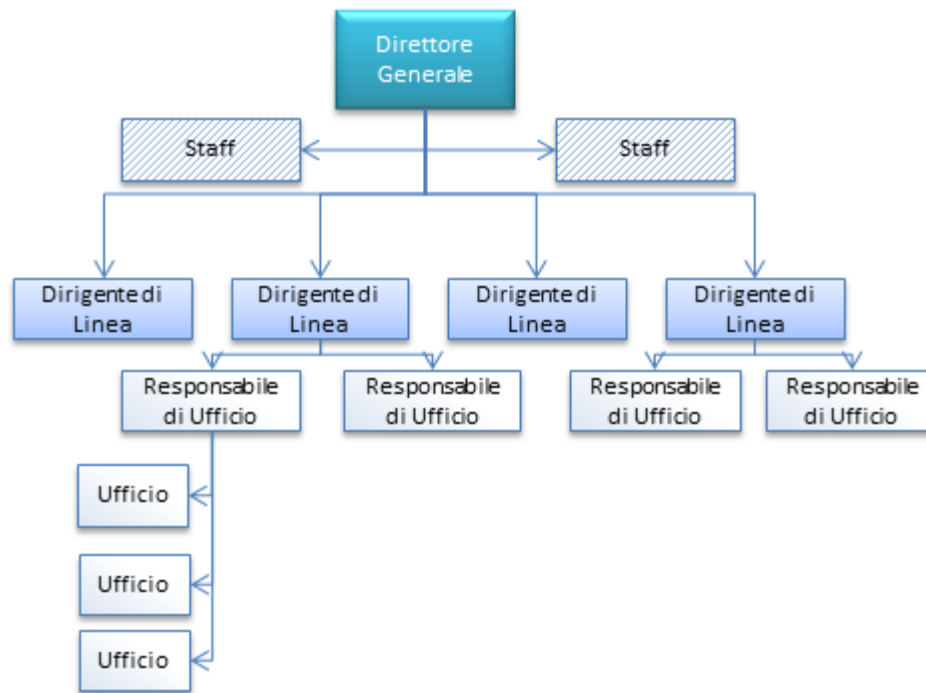 Direttore
Generale
Staff
Staff
Dirigente di
Linea
Dirigente di
Linea
Dirigente di
Linea
Dirigente di
Linea
Responsabile
di Ufficio
Responsabile
di Ufficio
Responsabile
di Ufficio
Responsabile
di Ufficio
Ufficio
Ufficio
Ufficio